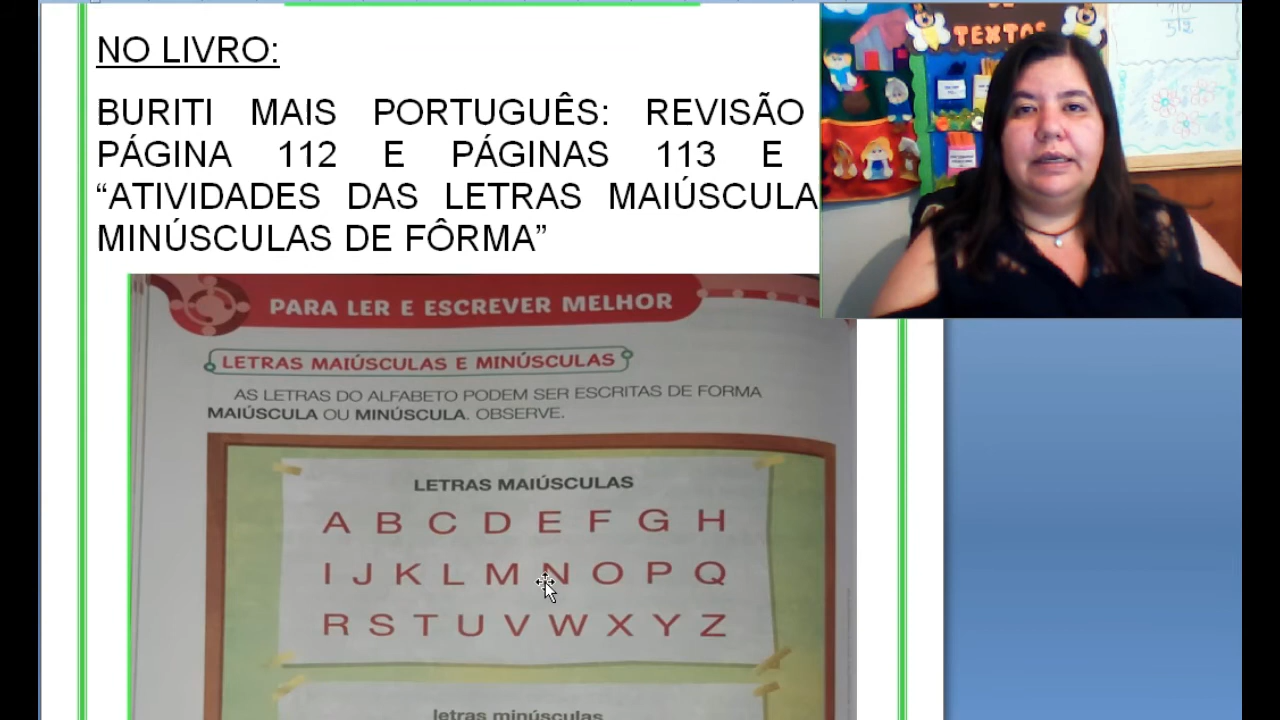 NO LIVRO:
BURITI MAIS PORTUGUÊS: REVISÃO
PÁGINA 112 E PÁGINAS 113 E
“ATIVIDADES DAS LETRAS MAIÚSCULA
MINÚSCULAS DE FÔRMA”
TEXTOS
PARA LER E ESCREVER MELHOR
LETRAS MAIÚSCULAS E MINÚSCULAS
AS LETRAS DO ALFABETO PODEM SER ESCRITAS DE FORMA
MAIÚSCULA OU MINÚSCULA. OBSERVE.
LETRAS MAIÚSCULAS
A B C D E F G H
I J K L M N O P Q
R S T U V W X Y Z
letras minúsculas